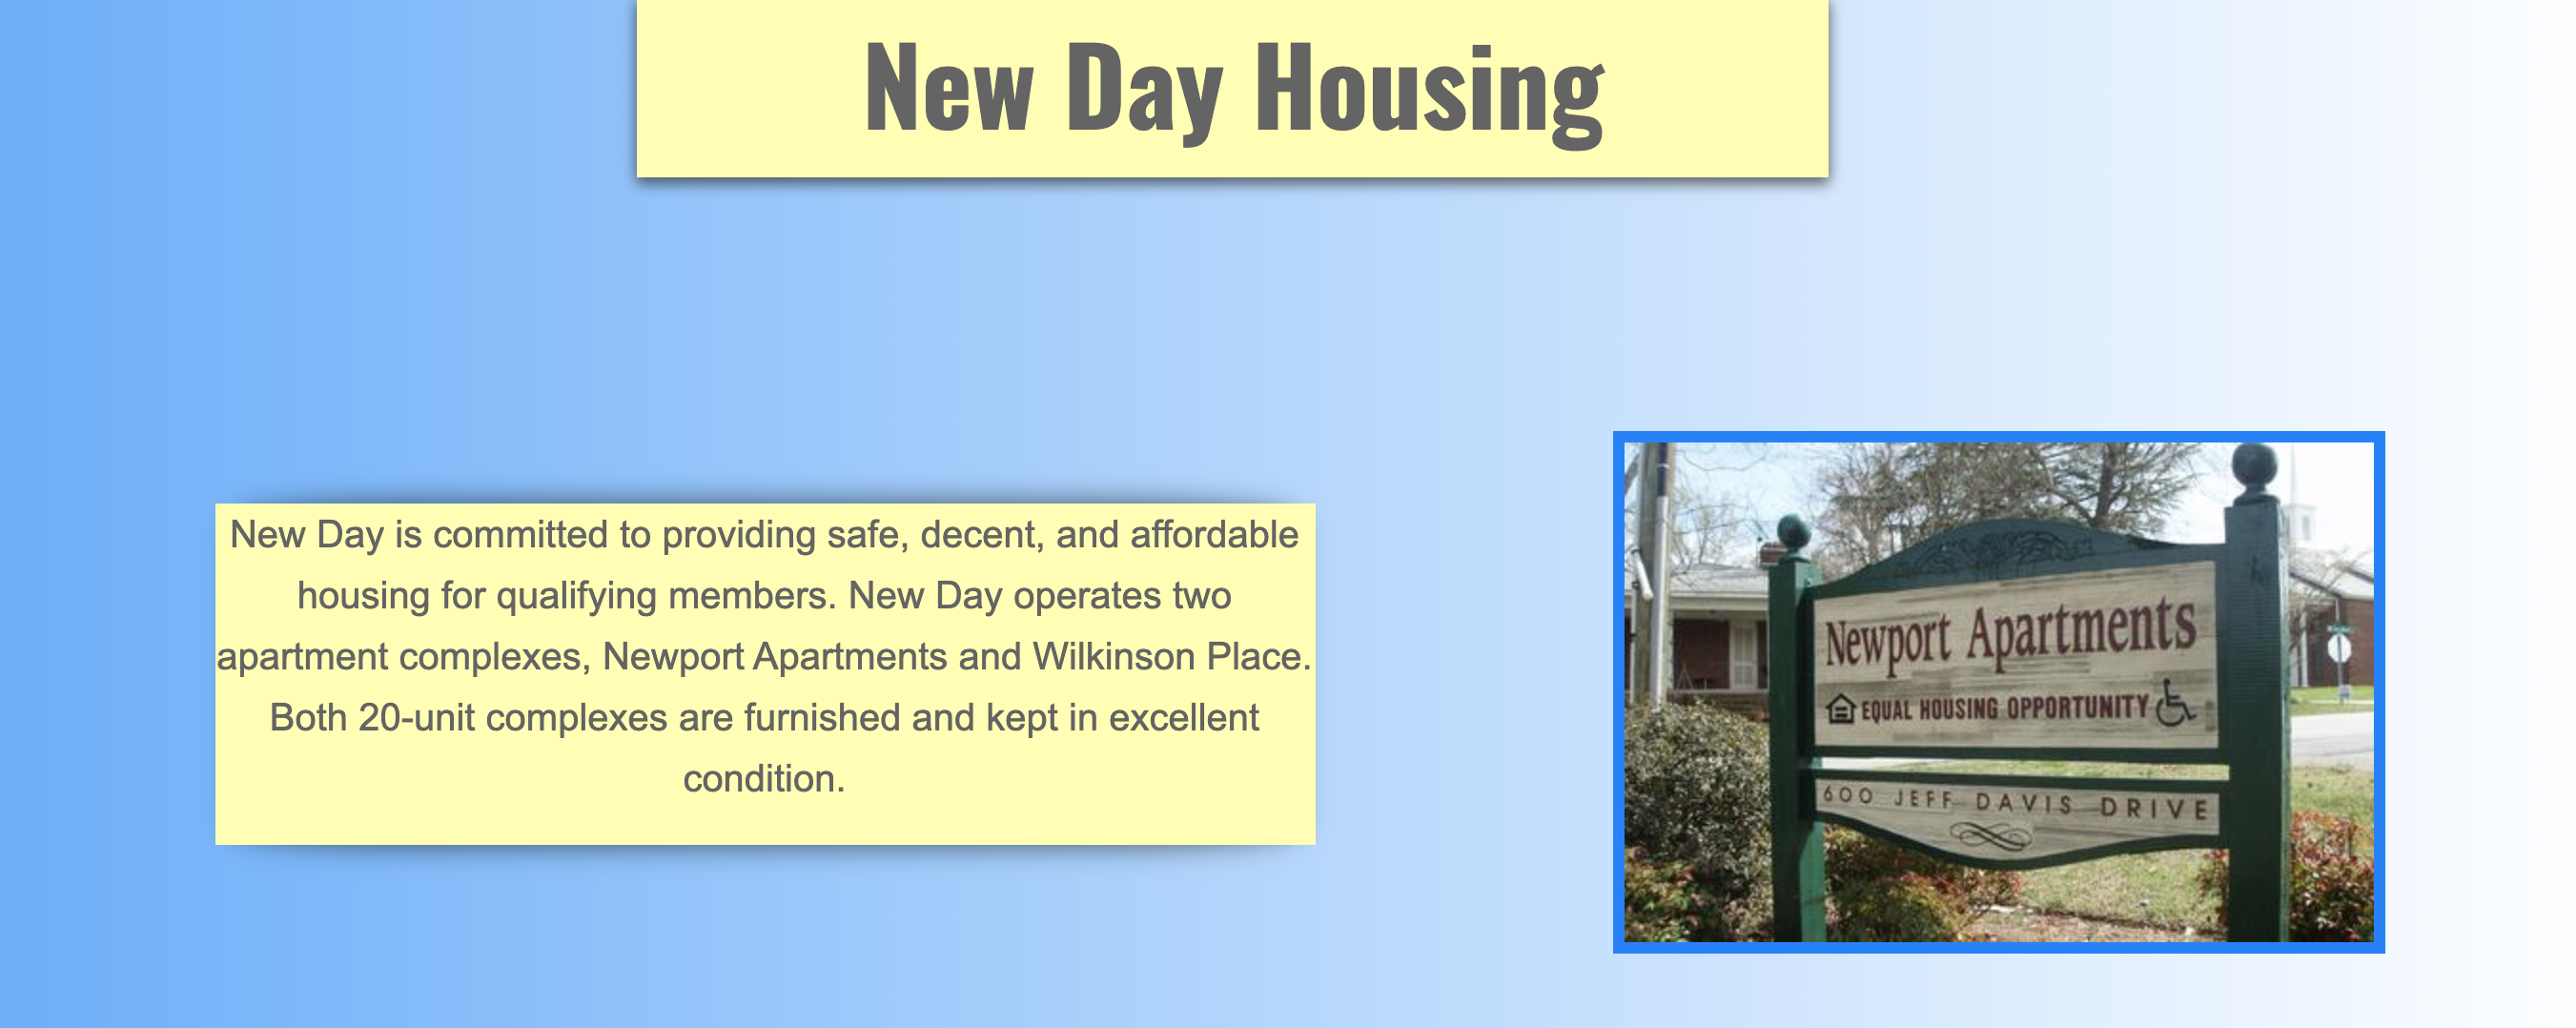 New Day Housing
New Day is committed to providing safe, decent, and affordable
housing for qualifying members. New Day operates two
apartment complexes, Newport Apartments and Wilkinson Place.
Both 20-unit complexes are furnished and kept in excellent
condition.
Newport Apartments
EQUAL HOUSING OPPORTUNITY
600 JEFF DAVIS DRIVE